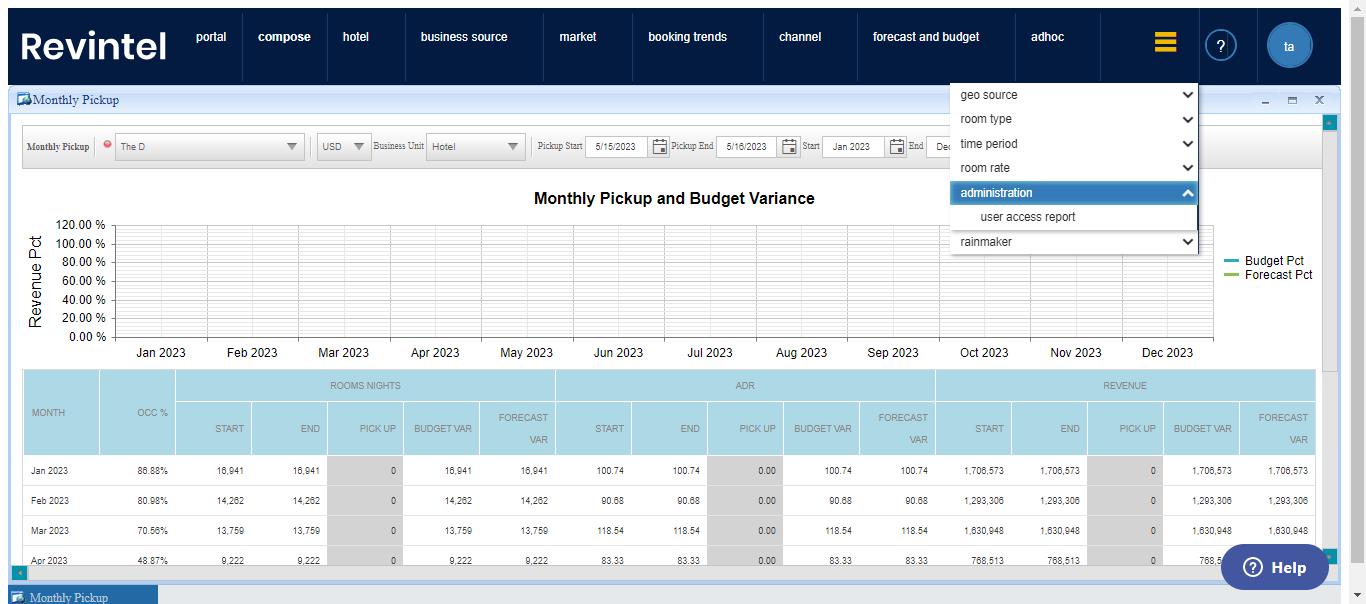 Revintel portal compose hotel business source market booking trends channel forecast and budget adhoc ? ta
Monthly Pickup
geo source
room type
time period
room rate
administration
user access report
rainmaker
Monthly Pickup The D USD Business Unit Hotel Pickup Start 5/15/2023 Pickup End 5/16/2023 Start Jan 2023 End Dec
Monthly Pickup and Budget Variance
Revenue Pct
120.00 %
100.00 %
80.00 %
60.00 %
40.00 %
20.00 %
0.00 %
Jan 2023 Feb 2023 Mar 2023 Apr 2023 May 2023 Jun 2023 Jul 2023 Aug 2023 Sep 2023 Oct 2023 Nov 2023 Dec 2023
Budget Pct
Forecast Pct
MONTH OCC % ROOMS NIGHTS ADR REVENUE
START END PICK UP BUDGET VAR FORECAST VAR START END PICK UP BUDGET VAR FORECAST VAR START END PICK UP BUDGET VAR FORECAST VAR
Jan 2023 86.88% 16,941 16,941 0 16,941 16,941 100.74 100.74 0.00 100.74 100.74 1,706,573 1,706,573 0 1,706,573 1,706,573
Feb 2023 80.98% 14,262 14,262 0 14,262 14,262 90.68 90.68 0.00 90.68 90.68 1,293,306 1,293,306 0 1,293,306 1,293,306
Mar 2023 70.56% 13,759 13,759 0 13,759 13,759 118.54 118.54 0.00 118.54 118.54 1,630,948 1,630,948 0 1,630,948 1,630,948
Apr 2023 48.87% 9,222 9,222 0 9,222 9,222 83.33 83.33 0.00 83.33 83.33 768,513 768,513 0
? Help
Monthly Pickup